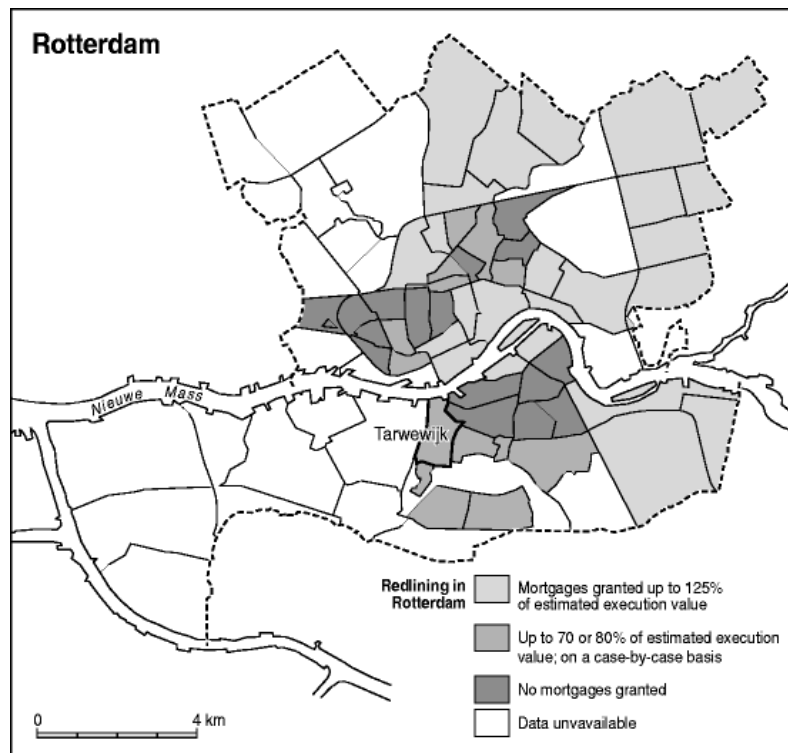 Rotterdam
Nieuwe Mass
Tarwewijk
Redlining in
Rotterdam
Mortgages granted up to 125%
of estimated execution value
Up to 70 or 80% of estimated execution
value; on a case-by-case basis
No mortgages granted
Data unvavailable
0 4 km